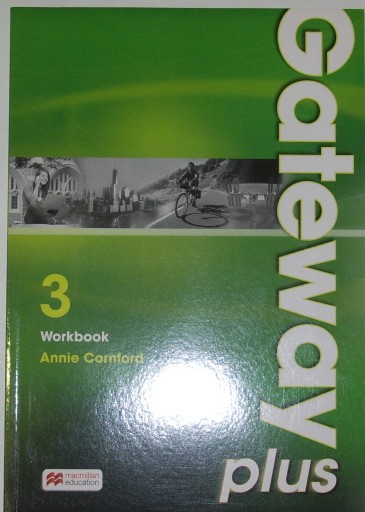 Gateway
plus
3
Workbook
Annie Cornford
macmillan
education